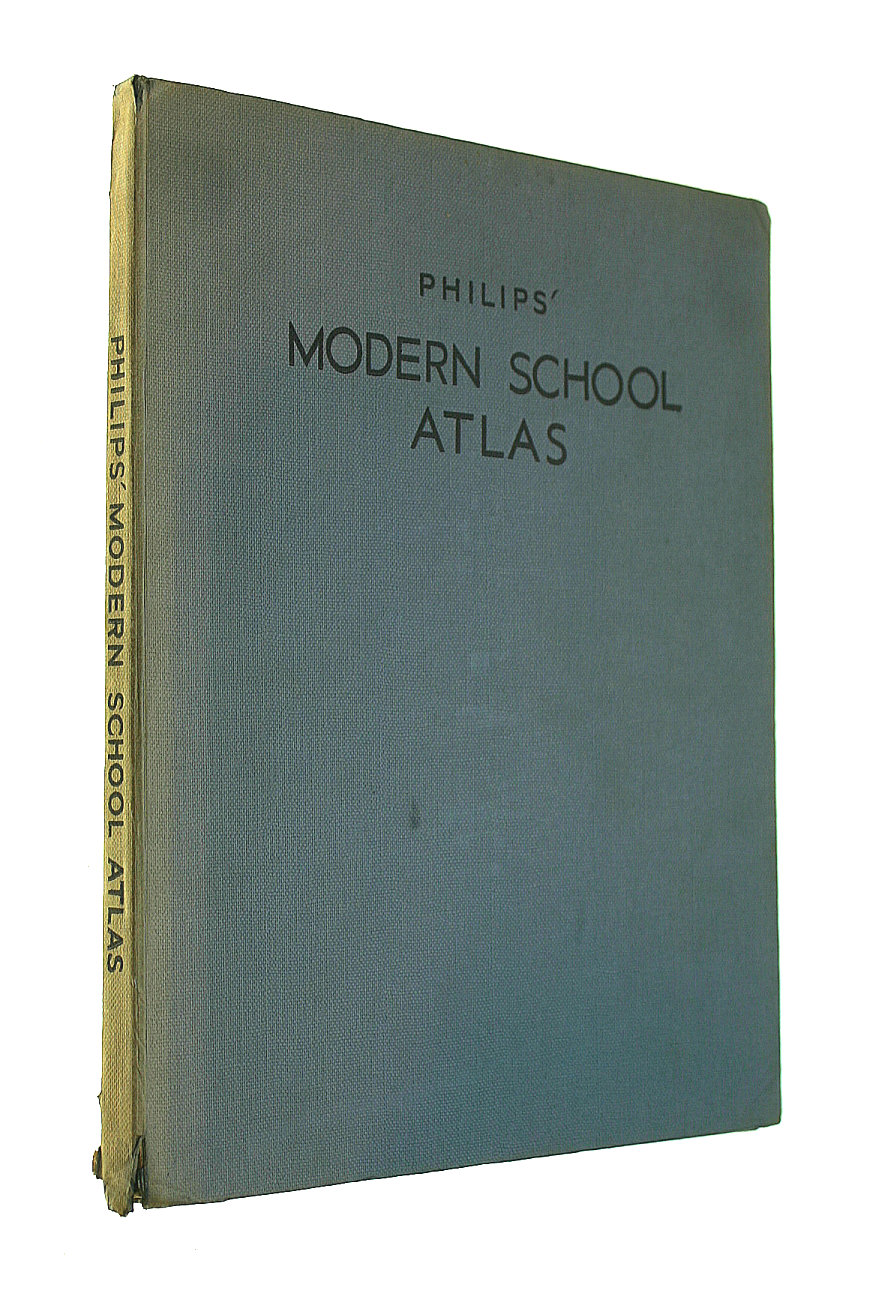 PHILIPS'
MODERN SCHOOL
ATLAS
PHILIPS' MODERN SCHOOL ATLAS